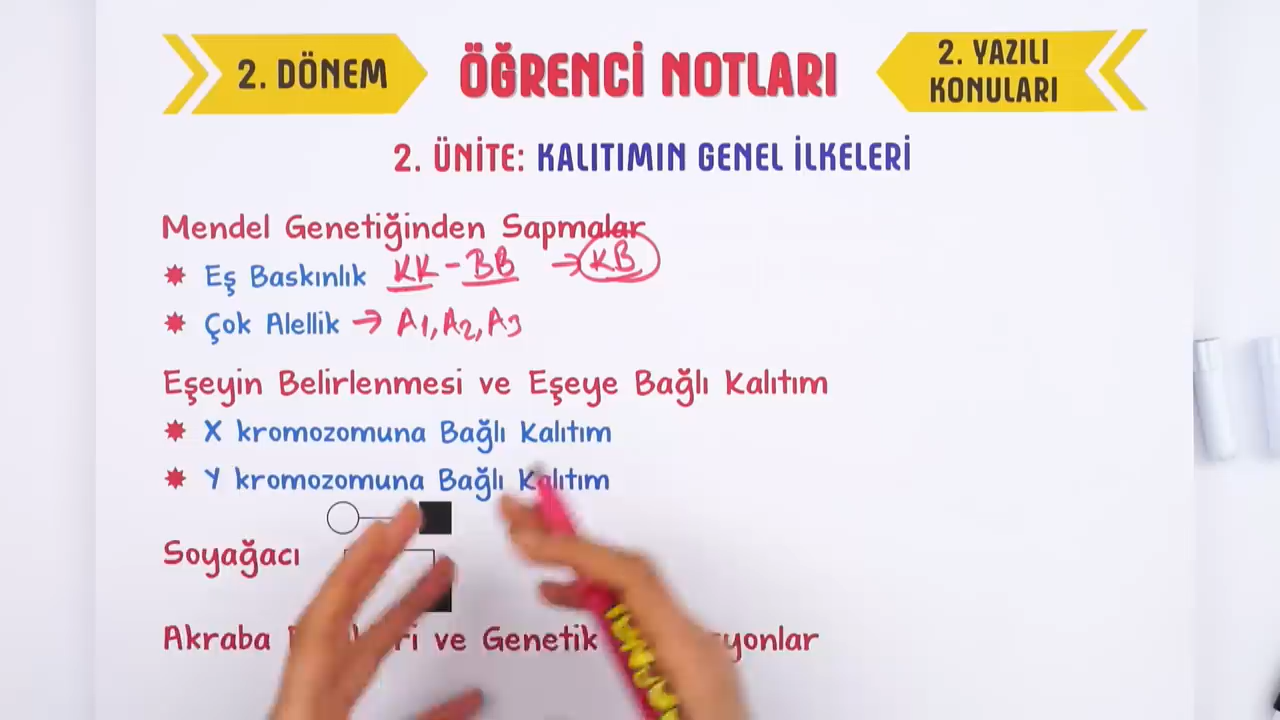 2. DÖNEM
ÖĞRENCİ NOTLARI
2. YAZILI
KONULARI
2. ÜNİTE: KALITIMIN GENEL İLKELERİ
Mendel Genetiğinden Sapmalar
Eş Baskınlık KK - BB → KB
Çok Alellik → A1, A2, A3
Eşeyin Belirlenmesi ve Eşeye Bağlı Kalıtım
X kromozomuna Bağlı Kalıtım
Y kromozomuna Bağlı Kalıtım
Soyağacı
Akraba ve Genetik